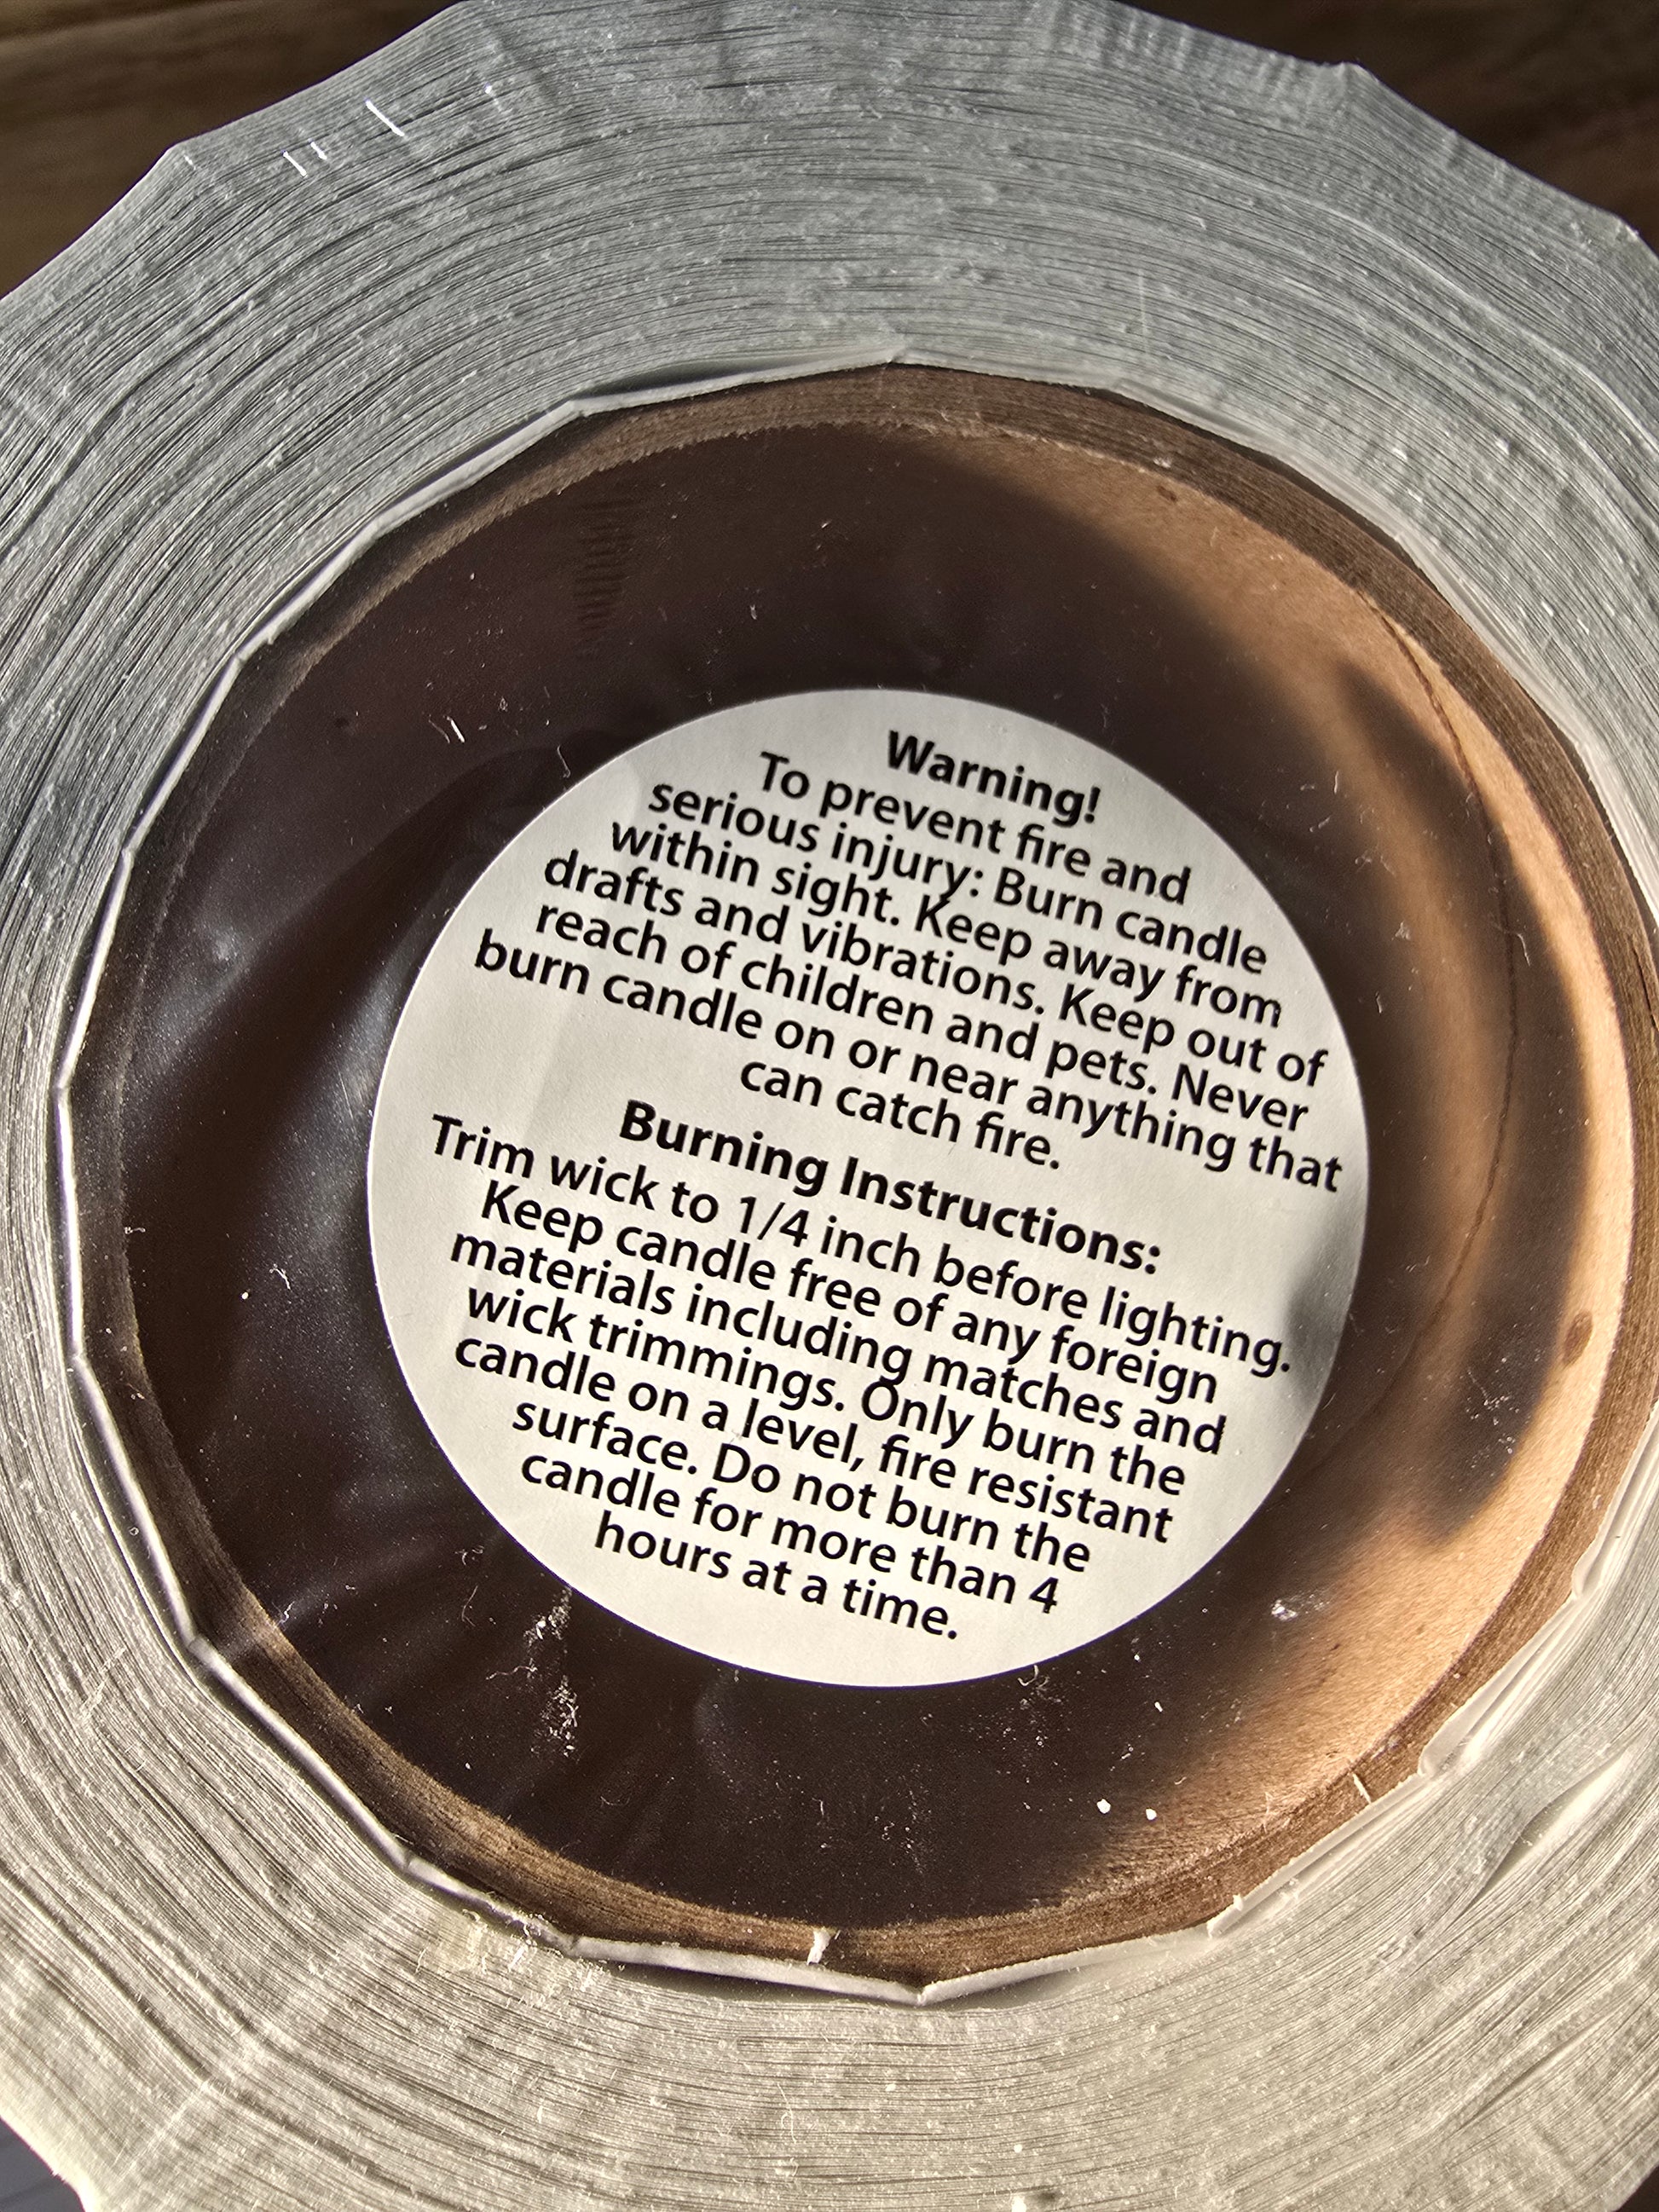 Warning!
To prevent fire and
serious injury: Burn candle
within sight. Keep away from
drafts and vibrations. Keep out of
reach of children and pets. Never
burn candle on or near anything that
can catch fire.
Burning Instructions:
Trim wick to 1/4 inch before lighting.
Keep candle free of any foreign
materials including matches and
wick trimmings. Only burn the
candle on a level, fire resistant
surface. Do not burn the
candle for more than 4
hours at a time.